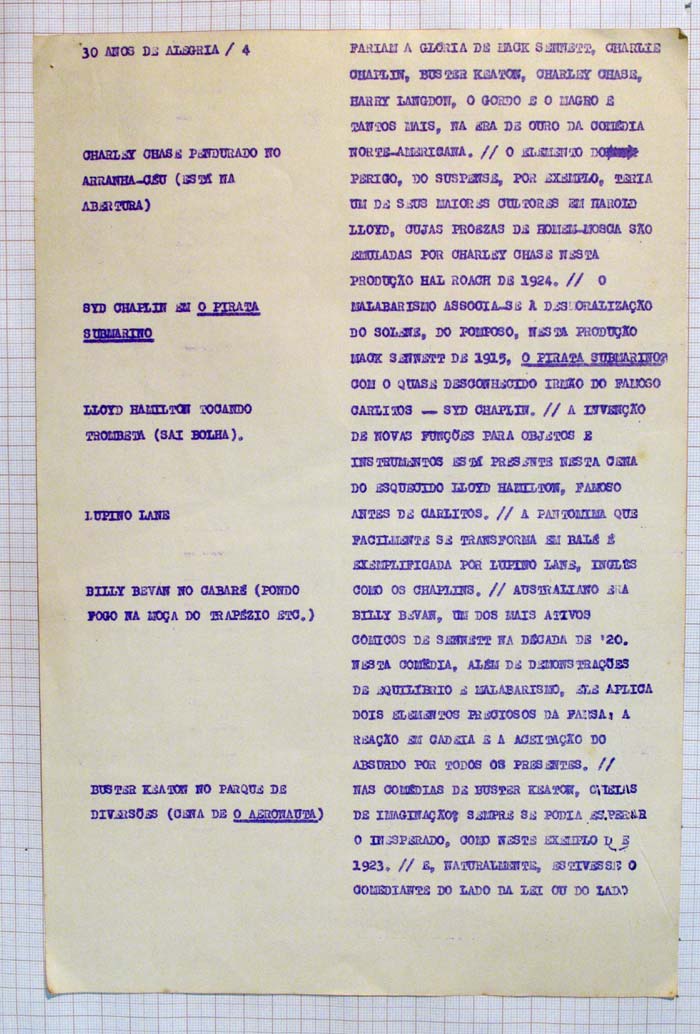 30 ANOS DE ALEGRIA / 4
CHARLEY CHASE PENDURADO NO
ARRANHA-CÉU (ESTÁ NA
ABERTURA)
SYD CHAPLIN EM O PIRATA
SUBMARINO
LLOYD HAMILTON TOCANDO
TROMBETA (SAI BOLHA).
LUPINO LANE
BILLY BEVAN NO CABARÉ (PONDO
FOGO NA MOÇA DO TRAPÉZIO ETC.)
BUSTER KEATON NO PARQUE DE
DIVERSÕES (CENA DE O AERONAUTA)
FARIAM A GLÓRIA DE MACK SENNETT, CHARLIE
CHAPLIN, BUSTER KEATON, CHARLEY CHASE,
HARRY LANGDON, O GORDO E O MAGRO E
TANTOS MAIS, NA ERA DE OURO DA COMÉDIA
NORTE-AMERICANA. // O ELEMENTO DO
PERIGO, DO SUSPENSE, POR EXEMPLO, TERIA
UM DE SEUS MAIORES CULTORES EM HAROLD
LLOYD, CUJAS PROEZAS DE HOMEM-MOSCA SÃO
EMULADAS POR CHARLEY CHASE NESTA
PRODUÇÃO HAL ROACH DE 1924. // O
MALABARISMO ASSOCIA-SE À DESMORALIZAÇÃO
DO SOLENE, DO POMPOSO, NESTA PRODUÇÃO
MACK SENNETT DE 1915, O PIRATA SUBMARINO,
COM O QUASE DESCONHECIDO IRMÃO DO FAMOSO
CARLITOS — SYD CHAPLIN. // A INVENÇÃO
DE NOVAS FUNÇÕES PARA OBJETOS E
INSTRUMENTOS ESTÁ PRESENTE NESTA CENA
DO ESQUECIDO LLOYD HAMILTON, FAMOSO
ANTES DE CARLITOS. // A PANTOMIMA QUE
FACILMENTE SE TRANSFORMA EM BALÉ É
EXEMPLIFICADA POR LUPINO LANE, INGLÊS
COMO OS CHAPLINS. // AUSTRALIANO ERA
BILLY BEVAN, UM DOS MAIS ATIVOS
CÔMICOS DE SENNETT NA DÉCADA DE '20.
NESTA COMÉDIA, ALÉM DE DEMONSTRAÇÕES
DE EQUILÍBRIO E MALABARISMO, ELE APLICA
DOIS ELEMENTOS PRECIOSOS DA FARSA: A
REAÇÃO EM CADEIA E A ACEITAÇÃO DO
ABSURDO POR TODOS OS PRESENTES. //
NAS COMÉDIAS DE BUSTER KEATON, CHEIAS
DE IMAGINAÇÃO, SEMPRE SE PODIA ESPERAR
O INESPERADO, COMO NESTE EXEMPLO D E
1923. // E, NATURALMENTE, ESTIVESSE O
COMEDIANTE DO LADO DA LEI OU DO LADO